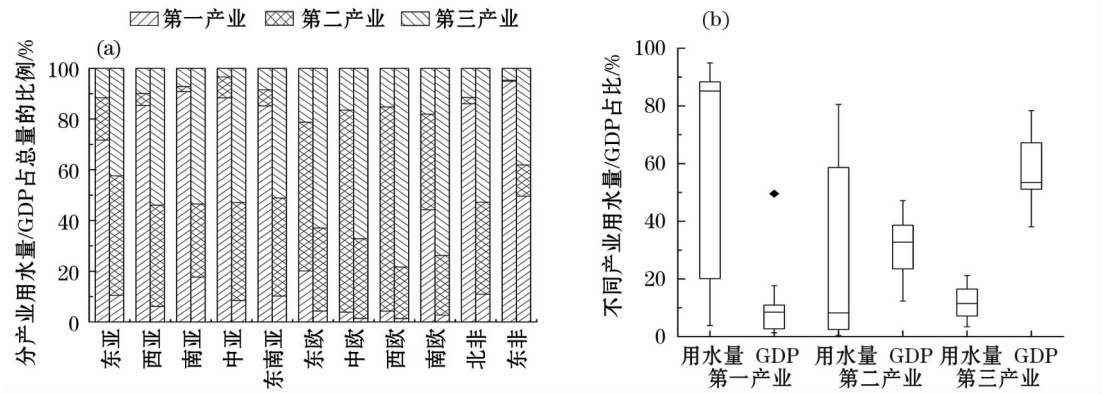 第一产业 第二产业 第三产业
(a)
分产业用水量/GDP占总量的比例/%
100
80
60
40
20
0
东亚 西亚 南亚 中亚 东南亚 东欧 中欧 西欧 南欧 北非 东非
(b)
不同产业用水量/GDP占比/%
100
80
60
40
20
0
用水量 GDP 用水量 GDP 用水量 GDP
第一产业 第二产业 第三产业